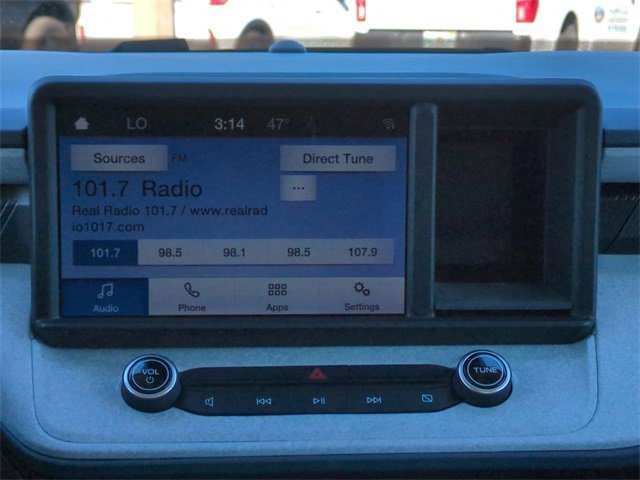 LO 3:14 47°
Sources FM Direct Tune
101.7 Radio ...
Real Radio 101.7 / www.realrad
io1017.com
101.7 98.5 98.1 98.5 107.9
Audio Phone Apps Settings
VOL TUNE